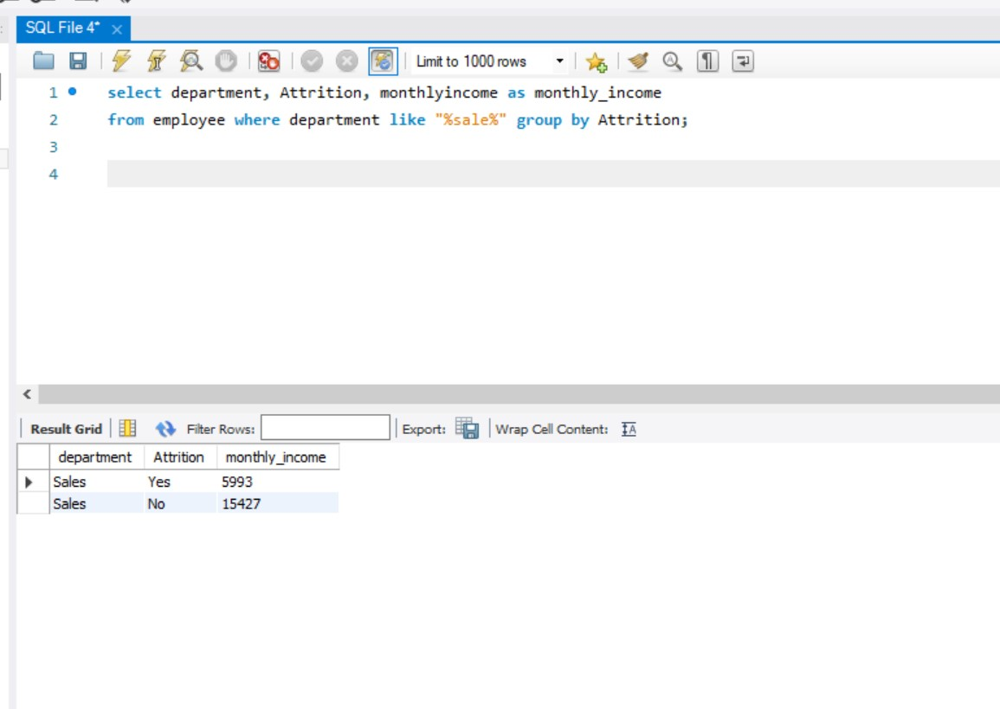 SQL File 4*
Limit to 1000 rows
1 select department, Attrition, monthlyincome as monthly_income
2 from employee where department like "%sale%" group by Attrition;
3
4
Result Grid Filter Rows: Export: Wrap Cell Content:
department Attrition monthly_income
Sales Yes 5993
Sales No 15427